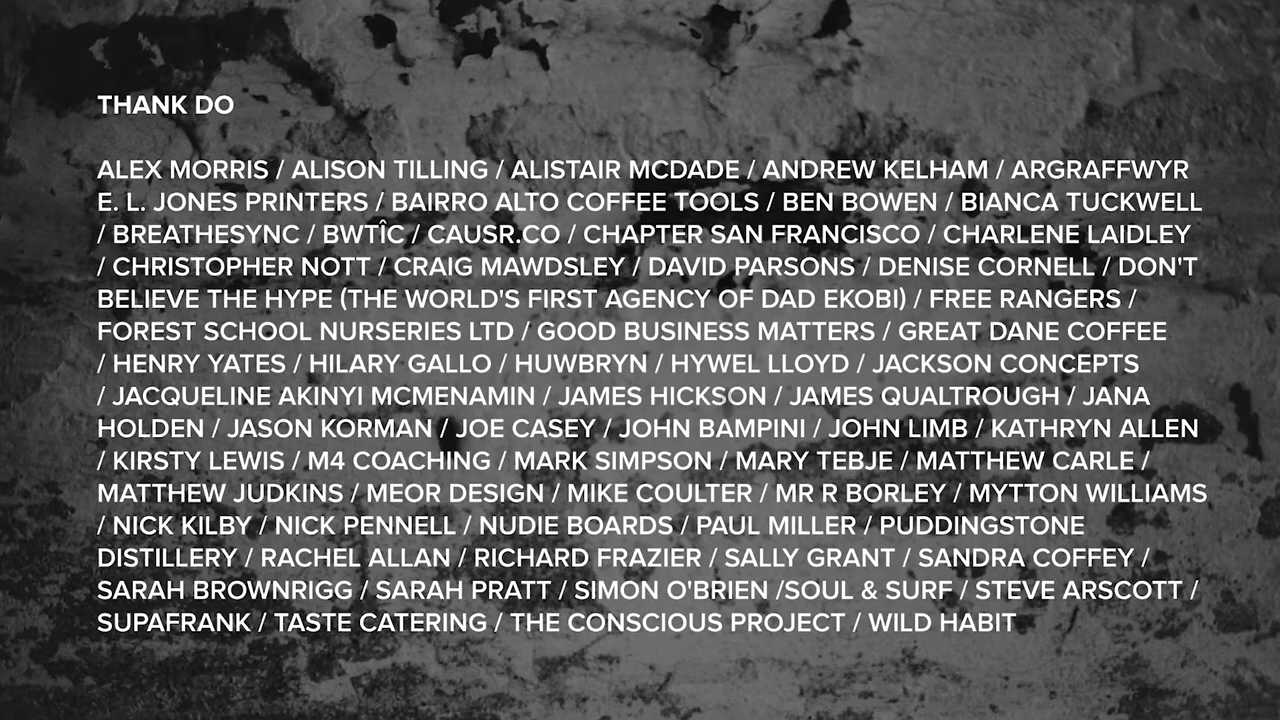 THANK DO
ALEX MORRIS / ALISON TILLING / ALISTAIR MCDADE / ANDREW KELHAM / ARGRAFFWYR
E. L. JONES PRINTERS / BAIRRO ALTO COFFEE TOOLS / BEN BOWEN / BIANCA TUCKWELL
/ BREATHESYNC / BWTÎC / CAUSR.CO / CHAPTER SAN FRANCISCO / CHARLENE LAIDLEY
/ CHRISTOPHER NOTT / CRAIG MAWDSLEY / DAVID PARSONS / DENISE CORNELL / DON'T
BELIEVE THE HYPE (THE WORLD'S FIRST AGENCY OF DAD EKOBI) / FREE RANGERS /
FOREST SCHOOL NURSERIES LTD / GOOD BUSINESS MATTERS / GREAT DANE COFFEE
/ HENRY YATES / HILARY GALLO / HUWBRYN / HYWEL LLOYD / JACKSON CONCEPTS
/ JACQUELINE AKINYI MCMENAMIN / JAMES HICKSON / JAMES QUALTROUGH / JANA
HOLDEN / JASON KORMAN / JOE CASEY / JOHN BAMPINI / JOHN LIMB / KATHRYN ALLEN
/ KIRSTY LEWIS / M4 COACHING / MARK SIMPSON / MARY TEBJE / MATTHEW CARLE /
MATTHEW JUDKINS / MEOR DESIGN / MIKE COULTER / MR R BORLEY / MYTTON WILLIAMS
/ NICK KILBY / NICK PENNELL / NUDIE BOARDS / PAUL MILLER / PUDDINGSTONE
DISTILLERY / RACHEL ALLAN / RICHARD FRAZIER / SALLY GRANT / SANDRA COFFEY /
SARAH BROWNRIGG / SARAH PRATT / SIMON O'BRIEN /SOUL & SURF / STEVE ARSCOTT /
SUPAFRANK / TASTE CATERING / THE CONSCIOUS PROJECT / WILD HABIT